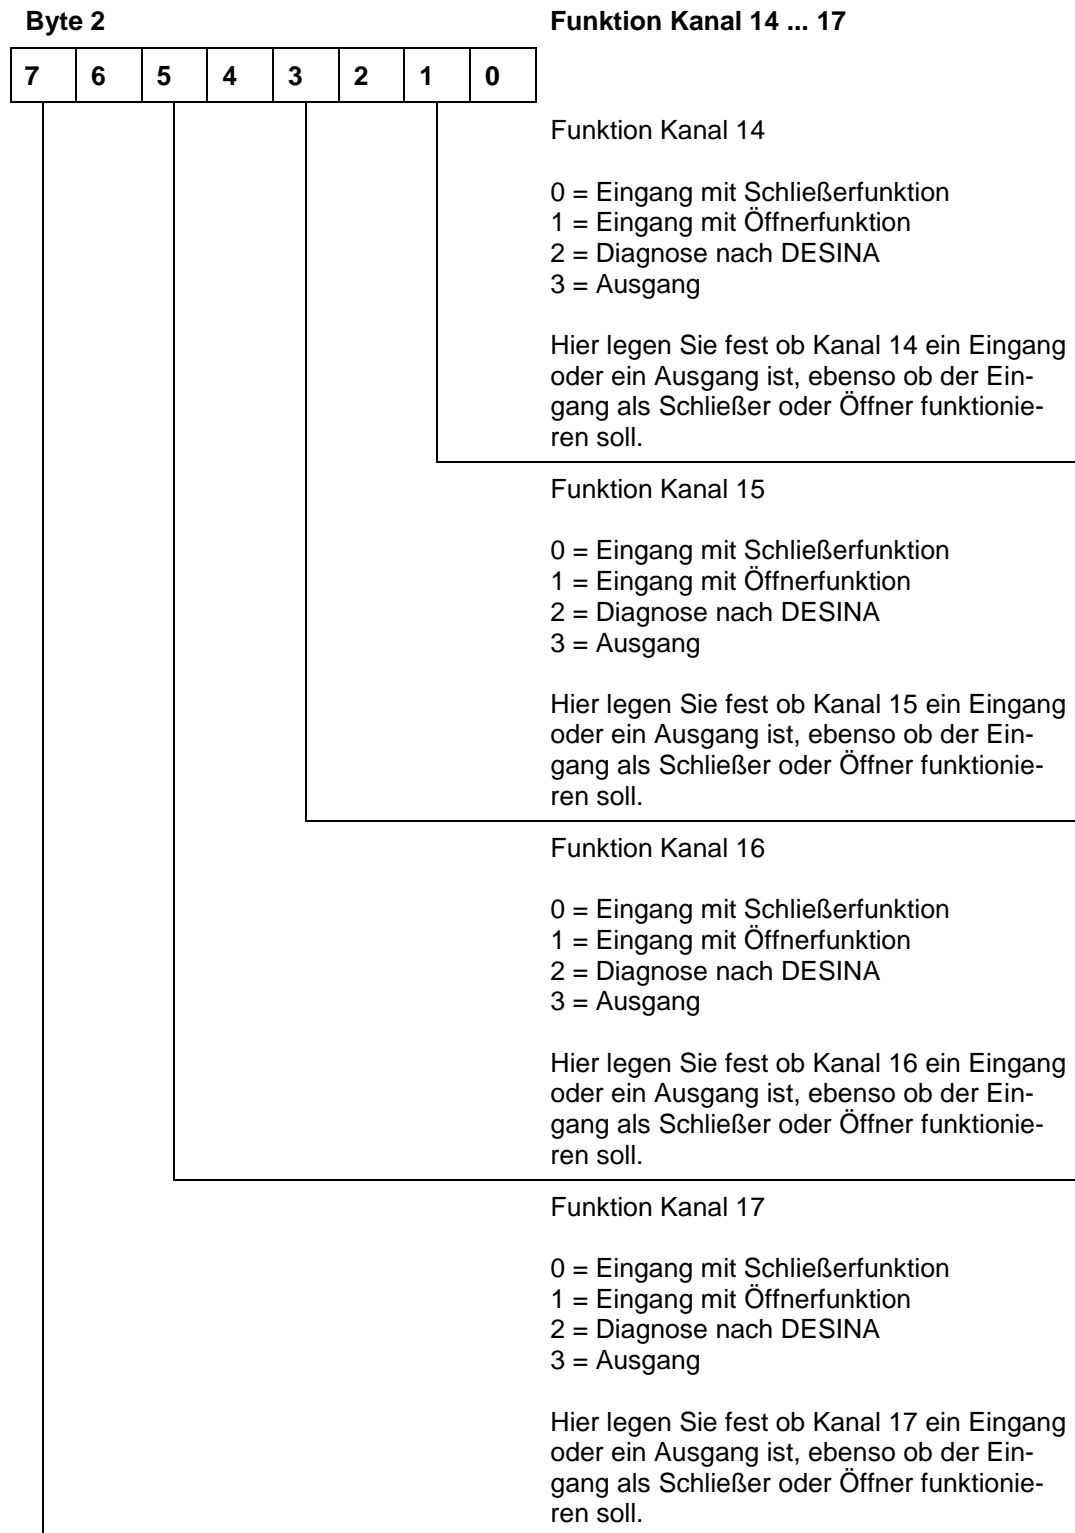 Byte 2 Funktion Kanal 14 ... 17
7 6 5 4 3 2 1 0
Funktion Kanal 14
0 = Eingang mit Schließerfunktion
1 = Eingang mit Öffnerfunktion
2 = Diagnose nach DESINA
3 = Ausgang
Hier legen Sie fest ob Kanal 14 ein Eingang
oder ein Ausgang ist, ebenso ob der Ein-
gang als Schließer oder Öffner funktionie-
ren soll.
Funktion Kanal 15
0 = Eingang mit Schließerfunktion
1 = Eingang mit Öffnerfunktion
2 = Diagnose nach DESINA
3 = Ausgang
Hier legen Sie fest ob Kanal 15 ein Eingang
oder ein Ausgang ist, ebenso ob der Ein-
gang als Schließer oder Öffner funktionie-
ren soll.
Funktion Kanal 16
0 = Eingang mit Schließerfunktion
1 = Eingang mit Öffnerfunktion
2 = Diagnose nach DESINA
3 = Ausgang
Hier legen Sie fest ob Kanal 16 ein Eingang
oder ein Ausgang ist, ebenso ob der Ein-
gang als Schließer oder Öffner funktionie-
ren soll.
Funktion Kanal 17
0 = Eingang mit Schließerfunktion
1 = Eingang mit Öffnerfunktion
2 = Diagnose nach DESINA
3 = Ausgang
Hier legen Sie fest ob Kanal 17 ein Eingang
oder ein Ausgang ist, ebenso ob der Ein-
gang als Schließer oder Öffner funktionie-
ren soll.